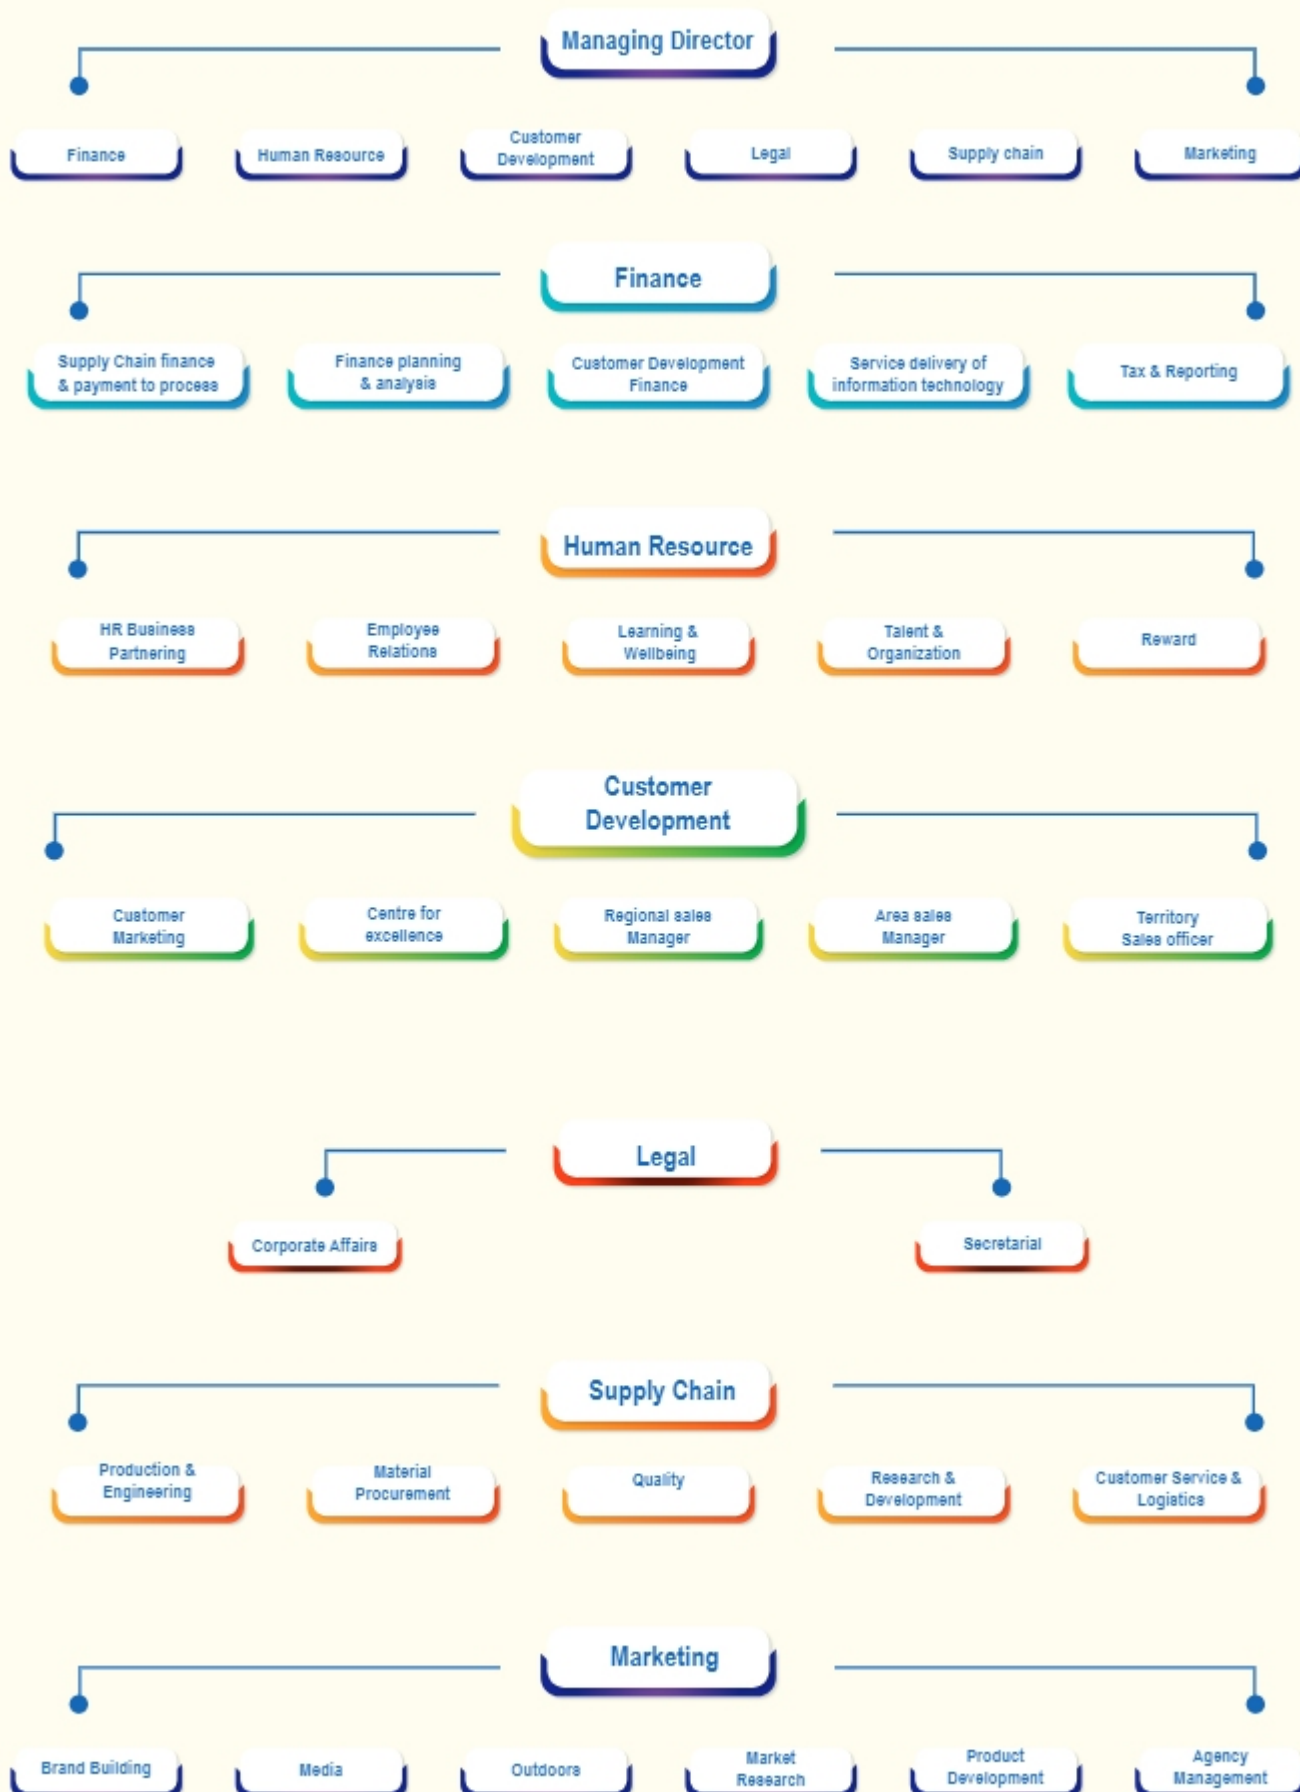 Managing Director
Finance
Human Resource
Customer
Development
Legal
Supply chain
Marketing
Finance
Supply Chain finance
& payment to process
Finance planning
& analysis
Customer Development
Finance
Service delivery of
information technology
Tax & Reporting
Human Resource
HR Business
Partnering
Employee
Relations
Learning &
Wellbeing
Talent &
Organization
Reward
Customer
Development
Customer
Marketing
Centre for
excellence
Regional sales
Manager
Area sales
Manager
Territory
Sales officer
Legal
Corporate Affairs
Secretarial
Supply Chain
Production &
Engineering
Material
Procurement
Quality
Research &
Development
Customer Service &
Logistics
Marketing
Brand Building
Media
Outdoors
Market
Research
Product
Development
Agency
Management